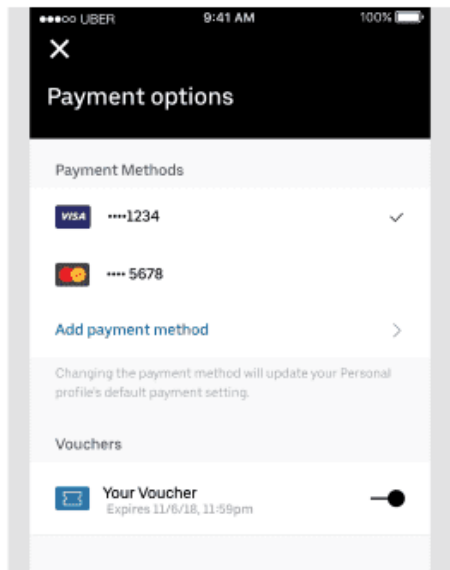 UBER 9:41 AM 100%
Payment options
Payment Methods
VISA ····1234
···· 5678
Add payment method
Changing the payment method will update your Personal
profile's default payment setting.
Vouchers
Your Voucher
Expires 11/6/18, 11:59pm